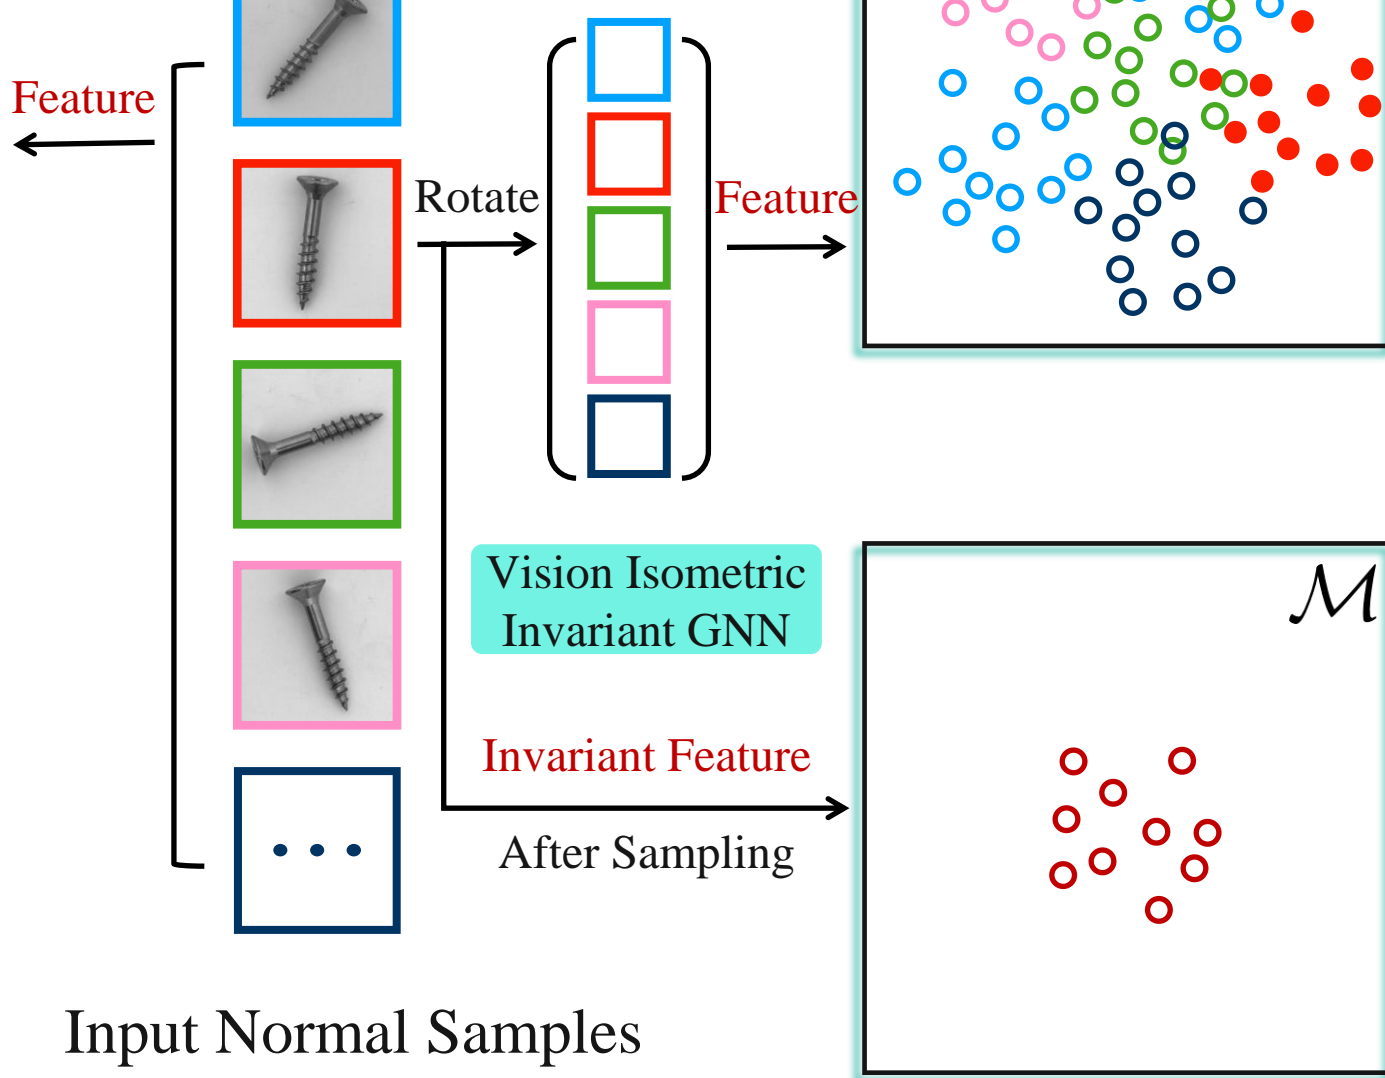 Feature
Rotate
Feature
Vision Isometric
Invariant GNN
ℳ
Invariant Feature
After Sampling
Input Normal Samples